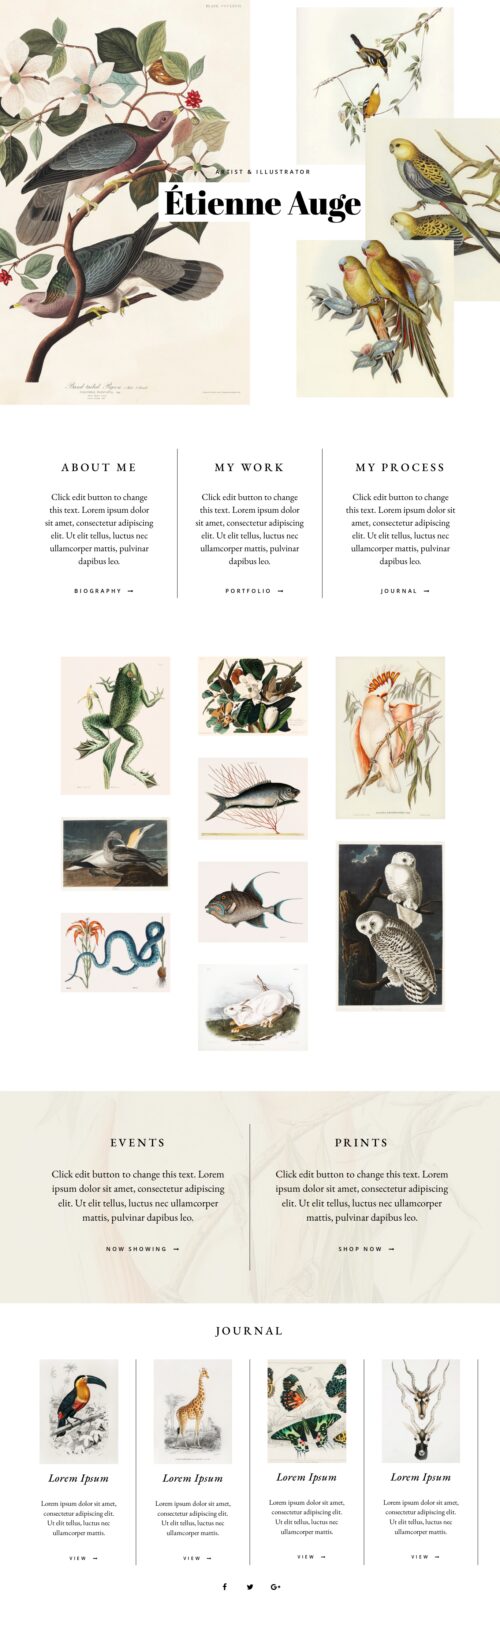 ARTIST & ILLUSTRATOR
Étienne Auge
ABOUT ME
Click edit button to change
this text. Lorem ipsum dolor
sit amet, consectetur adipiscing
elit. Ut elit tellus, luctus nec
ullamcorper mattis, pulvinar
dapibus leo.
BIOGRAPHY →
MY WORK
Click edit button to change
this text. Lorem ipsum dolor
sit amet, consectetur adipiscing
elit. Ut elit tellus, luctus nec
ullamcorper mattis, pulvinar
dapibus leo.
PORTFOLIO →
MY PROCESS
Click edit button to change
this text. Lorem ipsum dolor sit
amet, consectetur adipiscing
elit. Ut elit tellus, luctus nec
ullamcorper mattis, pulvinar
dapibus leo.
JOURNAL →
EVENTS
Click edit button to change this text. Lorem
ipsum dolor sit amet, consectetur adipiscing
elit. Ut elit tellus, luctus nec ullamcorper
mattis, pulvinar dapibus leo.
NOW SHOWING →
PRINTS
Click edit button to change this text. Lorem
ipsum dolor sit amet, consectetur adipiscing
elit. Ut elit tellus, luctus nec ullamcorper
mattis, pulvinar dapibus leo.
SHOP NOW →
JOURNAL
Lorem Ipsum
Lorem ipsum dolor sit amet,
consectetur adipiscing elit.
Ut elit tellus, luctus nec
ullamcorper mattis.
VIEW →
Lorem Ipsum
Lorem ipsum dolor sit amet,
consectetur adipiscing elit.
Ut elit tellus, luctus nec
ullamcorper mattis.
VIEW →
Lorem Ipsum
Lorem ipsum dolor sit amet,
consectetur adipiscing elit.
Ut elit tellus, luctus nec
ullamcorper mattis.
VIEW →
Lorem Ipsum
Lorem ipsum dolor sit amet,
consectetur adipiscing elit.
Ut elit tellus, luctus nec
ullamcorper mattis.
VIEW →